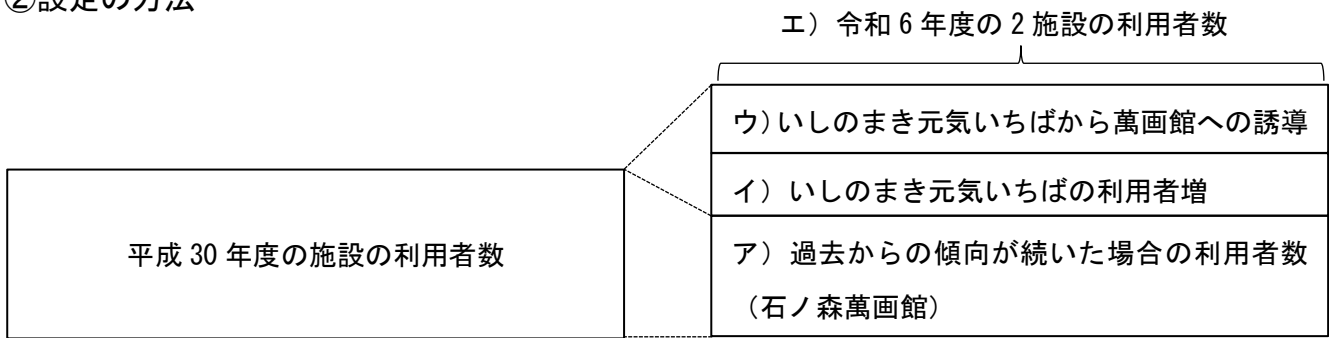 ②設定の方法
エ）令和6年度の2施設の利用者数
ウ）いしのまき元気いちばから萬画館への誘導
イ）いしのまき元気いちばの利用者増
平成30年度の施設の利用者数
ア）過去からの傾向が続いた場合の利用者数
（石ノ森萬画館）